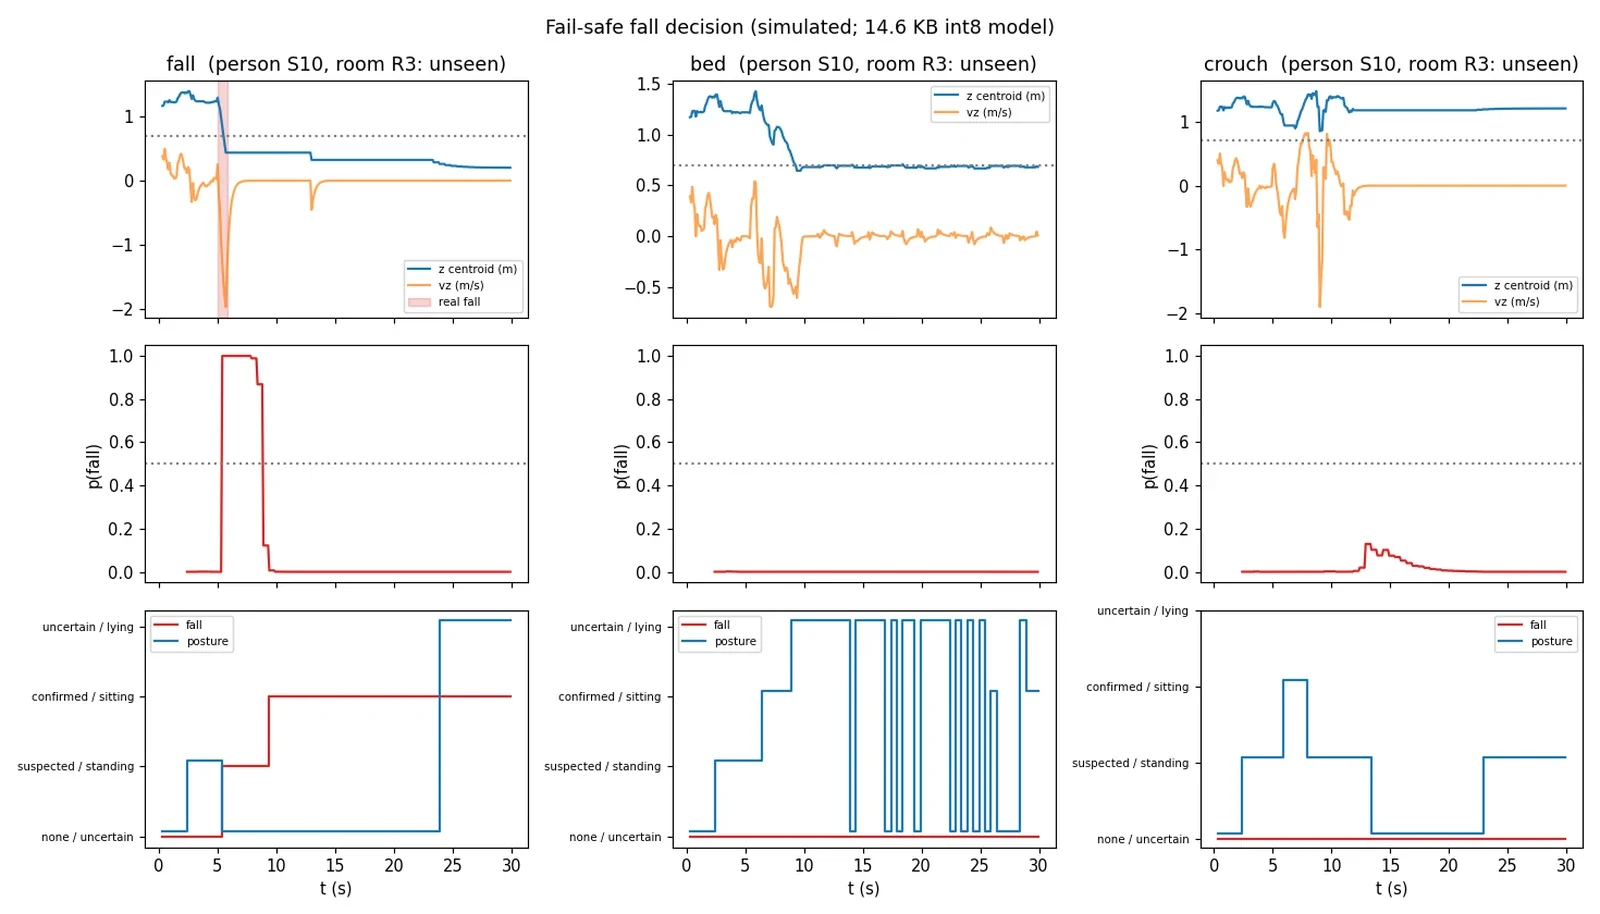 Fail-safe fall decision (simulated; 14.6 KB int8 model)
fall (person S10, room R3: unseen)
1
0
−1
−2
z centroid (m)
vz (m/s)
real fall
bed (person S10, room R3: unseen)
1.5
1.0
0.5
0.0
−0.5
z centroid (m)
vz (m/s)
crouch (person S10, room R3: unseen)
1
0
−1
−2
z centroid (m)
vz (m/s)
p(fall)
1.0
0.8
0.6
0.4
0.2
0.0
p(fall)
1.0
0.8
0.6
0.4
0.2
0.0
p(fall)
1.0
0.8
0.6
0.4
0.2
0.0
uncertain / lying
confirmed / sitting
suspected / standing
none / uncertain
fall
posture
0 5 10 15 20 25 30
t (s)
uncertain / lying
confirmed / sitting
suspected / standing
none / uncertain
fall
posture
0 5 10 15 20 25 30
t (s)
uncertain / lying
confirmed / sitting
suspected / standing
none / uncertain
fall
posture
0 5 10 15 20 25 30
t (s)